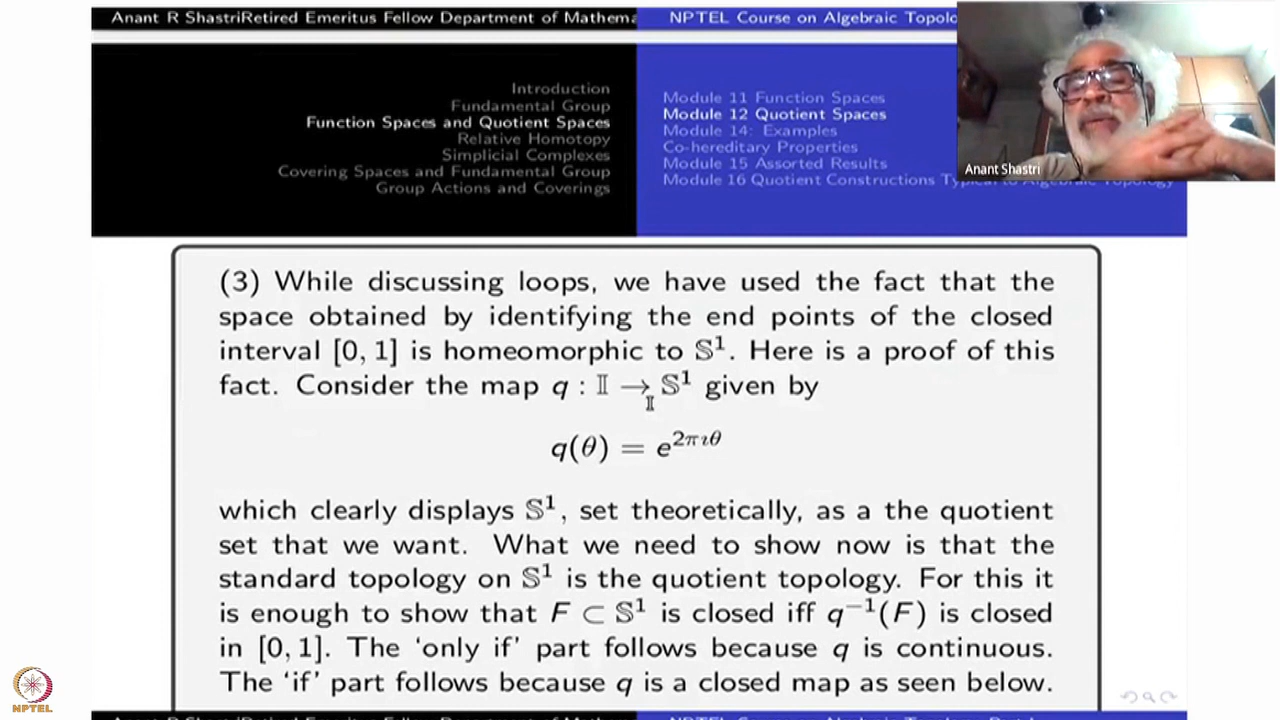 Anant R ShastriRetired Emeritus Fellow Department of Mathema
NPTEL Course on Algebraic Topolo
Introduction
Fundamental Group
Function Spaces and Quotient Spaces
Relative Homotopy
Simplicial Complexes
Covering Spaces and Fundamental Group
Group Actions and Coverings
Module 11 Function Spaces
Module 12 Quotient Spaces
Module 14: Examples
Co-hereditary Properties
Module 15 Assorted Results
Module 16 Quotient Constructions Typical to Algebraic Topology
Anant Shastri
(3) While discussing loops, we have used the fact that the
space obtained by identifying the end points of the closed
interval [0, 1] is homeomorphic to 𝕊¹. Here is a proof of this
fact. Consider the map q : 𝕀 → 𝕊¹ given by
q(θ) = e^{2πıθ}
which clearly displays 𝕊¹, set theoretically, as a the quotient
set that we want. What we need to show now is that the
standard topology on 𝕊¹ is the quotient topology. For this it
is enough to show that F ⊂ 𝕊¹ is closed iff q⁻¹(F) is closed
in [0, 1]. The ‘only if’ part follows because q is continuous.
The ‘if’ part follows because q is a closed map as seen below.
NPTEL